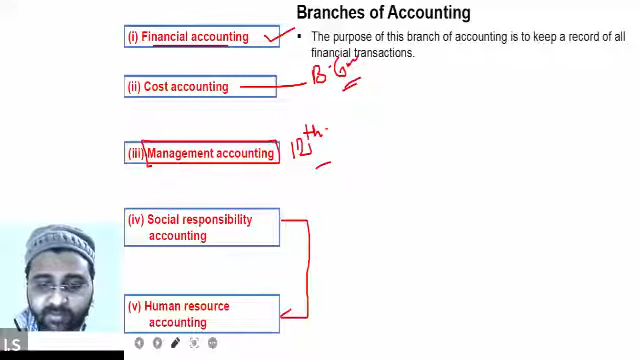 Branches of Accounting
(i) Financial accounting
▪ The purpose of this branch of accounting is to keep a record of all
financial transactions.
(ii) Cost accounting
B.Com
(iii) Management accounting
12th
(iv) Social responsibility
accounting
(v) Human resource
accounting
I.S